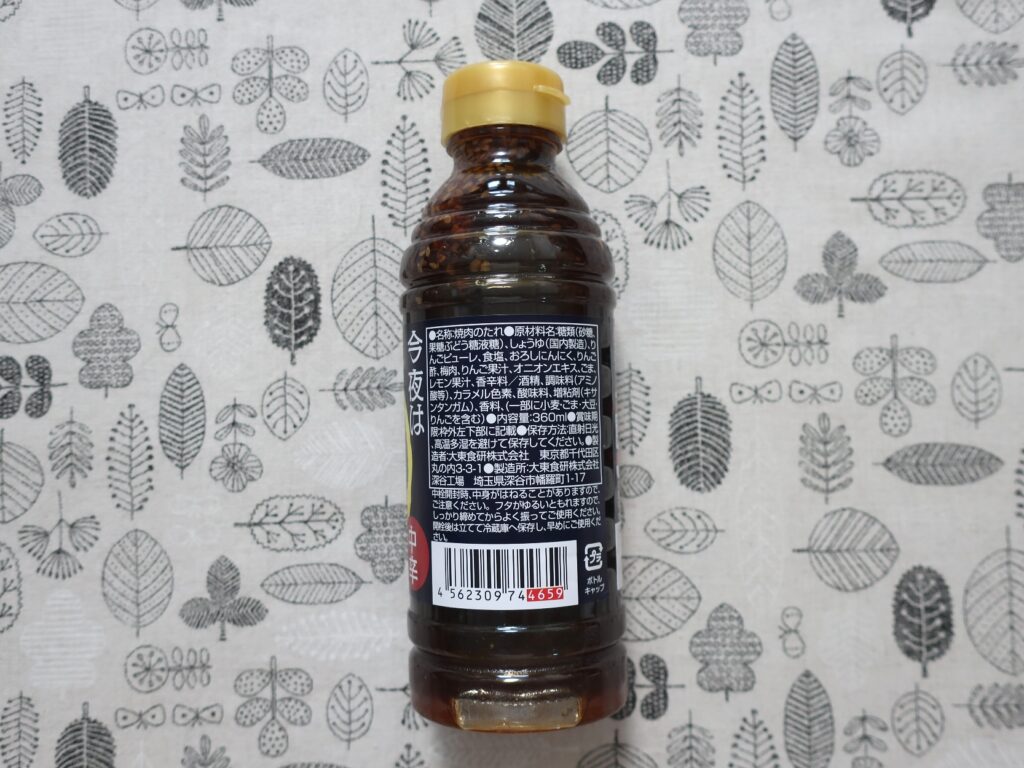 今夜は
中辛
●名称:焼肉のたれ●原材料名:糖類(砂糖、
果糖ぶどう糖液糖)、しょうゆ(国内製造)、り
んごピューレ、食塩、おろしにんにく、りんご
酢、梅肉、りんご果汁、オニオンエキス、ごま、
レモン果汁、香辛料/酒精、調味料(アミノ
酸等)、カラメル色素、酸味料、増粘剤(キサ
ンタンガム)、香料、(一部に小麦・ごま・大豆・
りんごを含む)●内容量:360ml●賞味期
限:枠外左下部に記載●保存方法:直射日光
、高温多湿を避けて保存してください。●製
造者:大東食研株式会社 東京都千代田区
丸の内3-3-1●製造所:大東食研株式会社
深谷工場 埼玉県深谷市幡羅町1-17
中栓開封時、中身がはねることがありますので、
ご注意ください。フタがゆるいともれますので、
しっかり締めてからよく振ってご使用ください。
開栓後は立てて冷蔵庫へ保存し、早めにご使用くだ
さい。
4 562309 744659
プラ
ボトル
キャップ